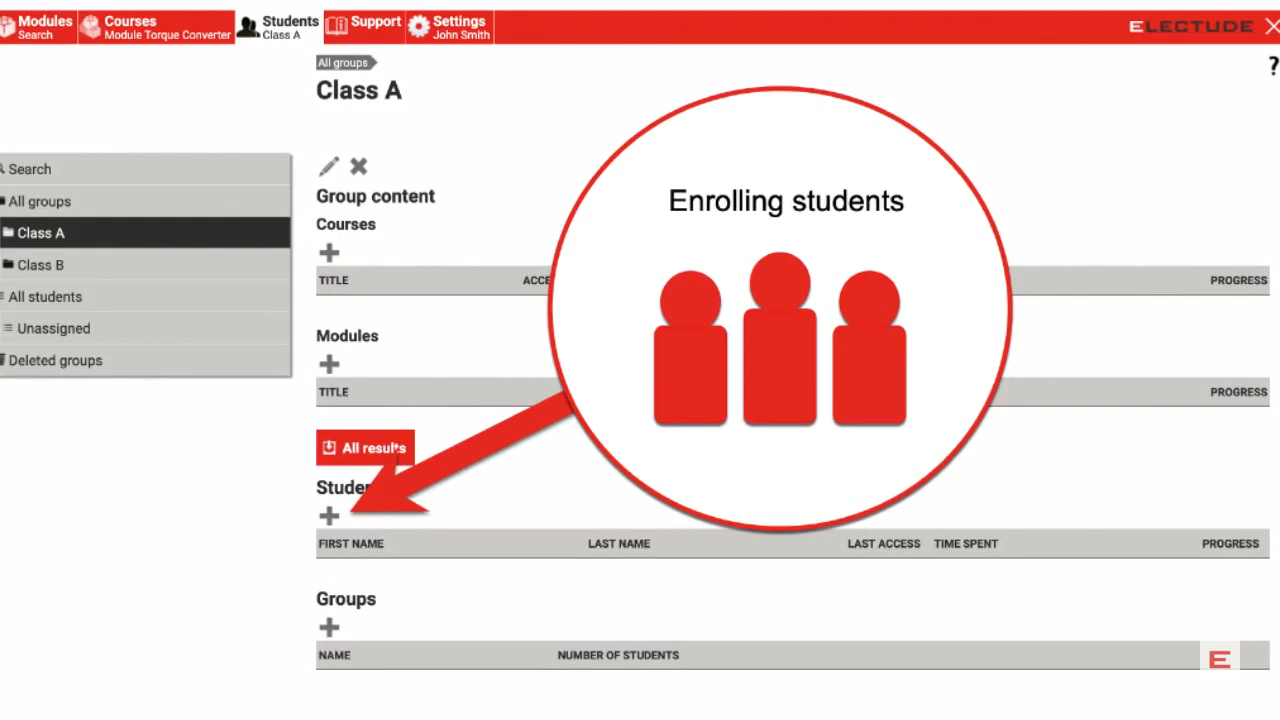 Modules
Search
Courses
Module Torque Converter
Students
Class A
Support
Settings
John Smith
ELECTUDE
All groups
?
Class A
Search
All groups
Class A
Class B
All students
Unassigned
Deleted groups
Group content
Courses
TITLE ACCE PROGRESS
Modules
TITLE PROGRESS
Enrolling students
All results
Studen
FIRST NAME LAST NAME LAST ACCESS TIME SPENT PROGRESS
Groups
NAME NUMBER OF STUDENTS
E